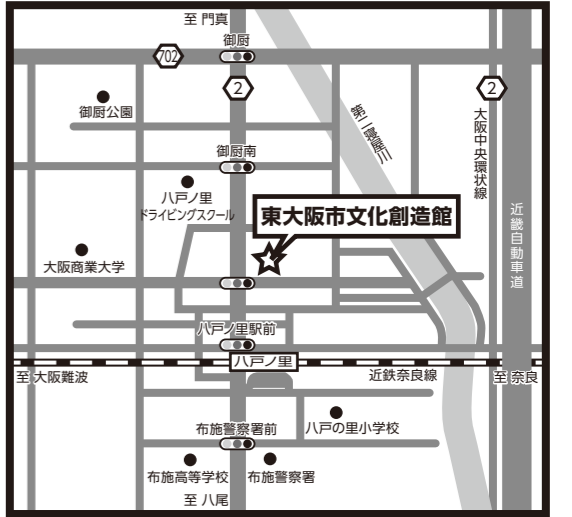 至 門真
御厨
702
2
2
御厨公園
第二寝屋川
大阪中央環状線
御厨南
八戸ノ里
ドライビングスクール
東大阪市文化創造館
近畿自動車道
大阪商業大学
八戸ノ里駅前
八戸ノ里
至 大阪難波
近鉄奈良線
至 奈良
布施警察署前
八戸の里小学校
布施高等学校
布施警察署
至 八尾